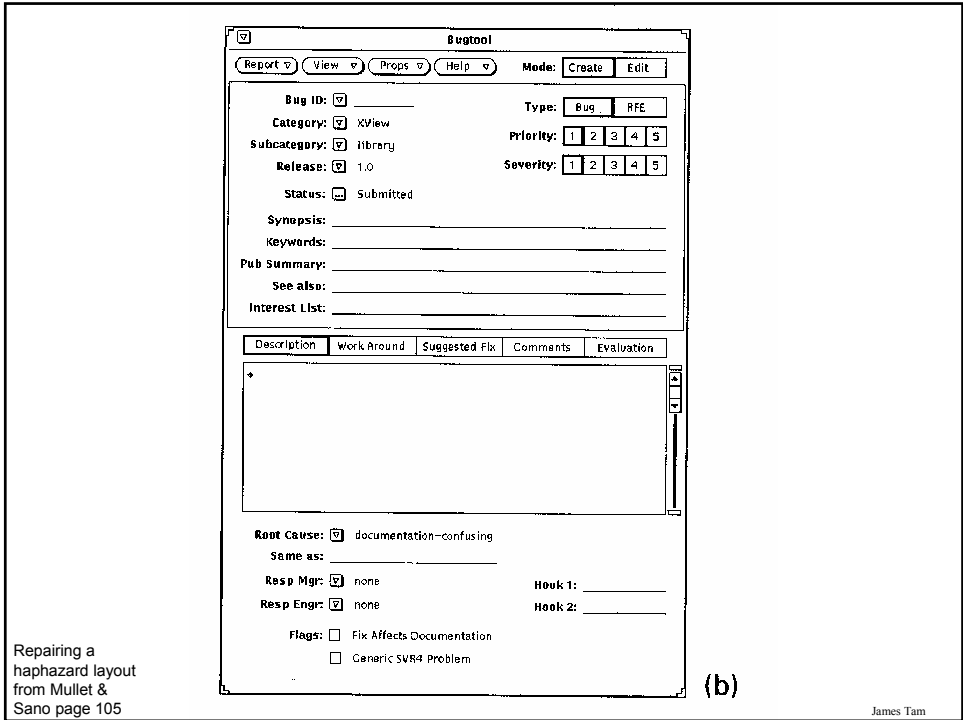 Bugtool
Report View Props Help Mode: Create Edit
Bug ID: Type: Bug RFE
Category: XView
Priority: 1 2 3 4 5
Subcategory: library
Release: 1.0 Severity: 1 2 3 4 5
Status: ... Submitted
Synopsis:
Keywords:
Pub Summary:
See also:
Interest List:
Description Work Around Suggested Fix Comments Evaluation
Root Cause: documentation-confusing
Same as:
Resp Mgr: none Hook 1:
Resp Engr: none Hook 2:
Flags: Fix Affects Documentation
Generic SVR4 Problem
(b)
Repairing a
haphazard layout
from Mullet &
Sano page 105
James Tam